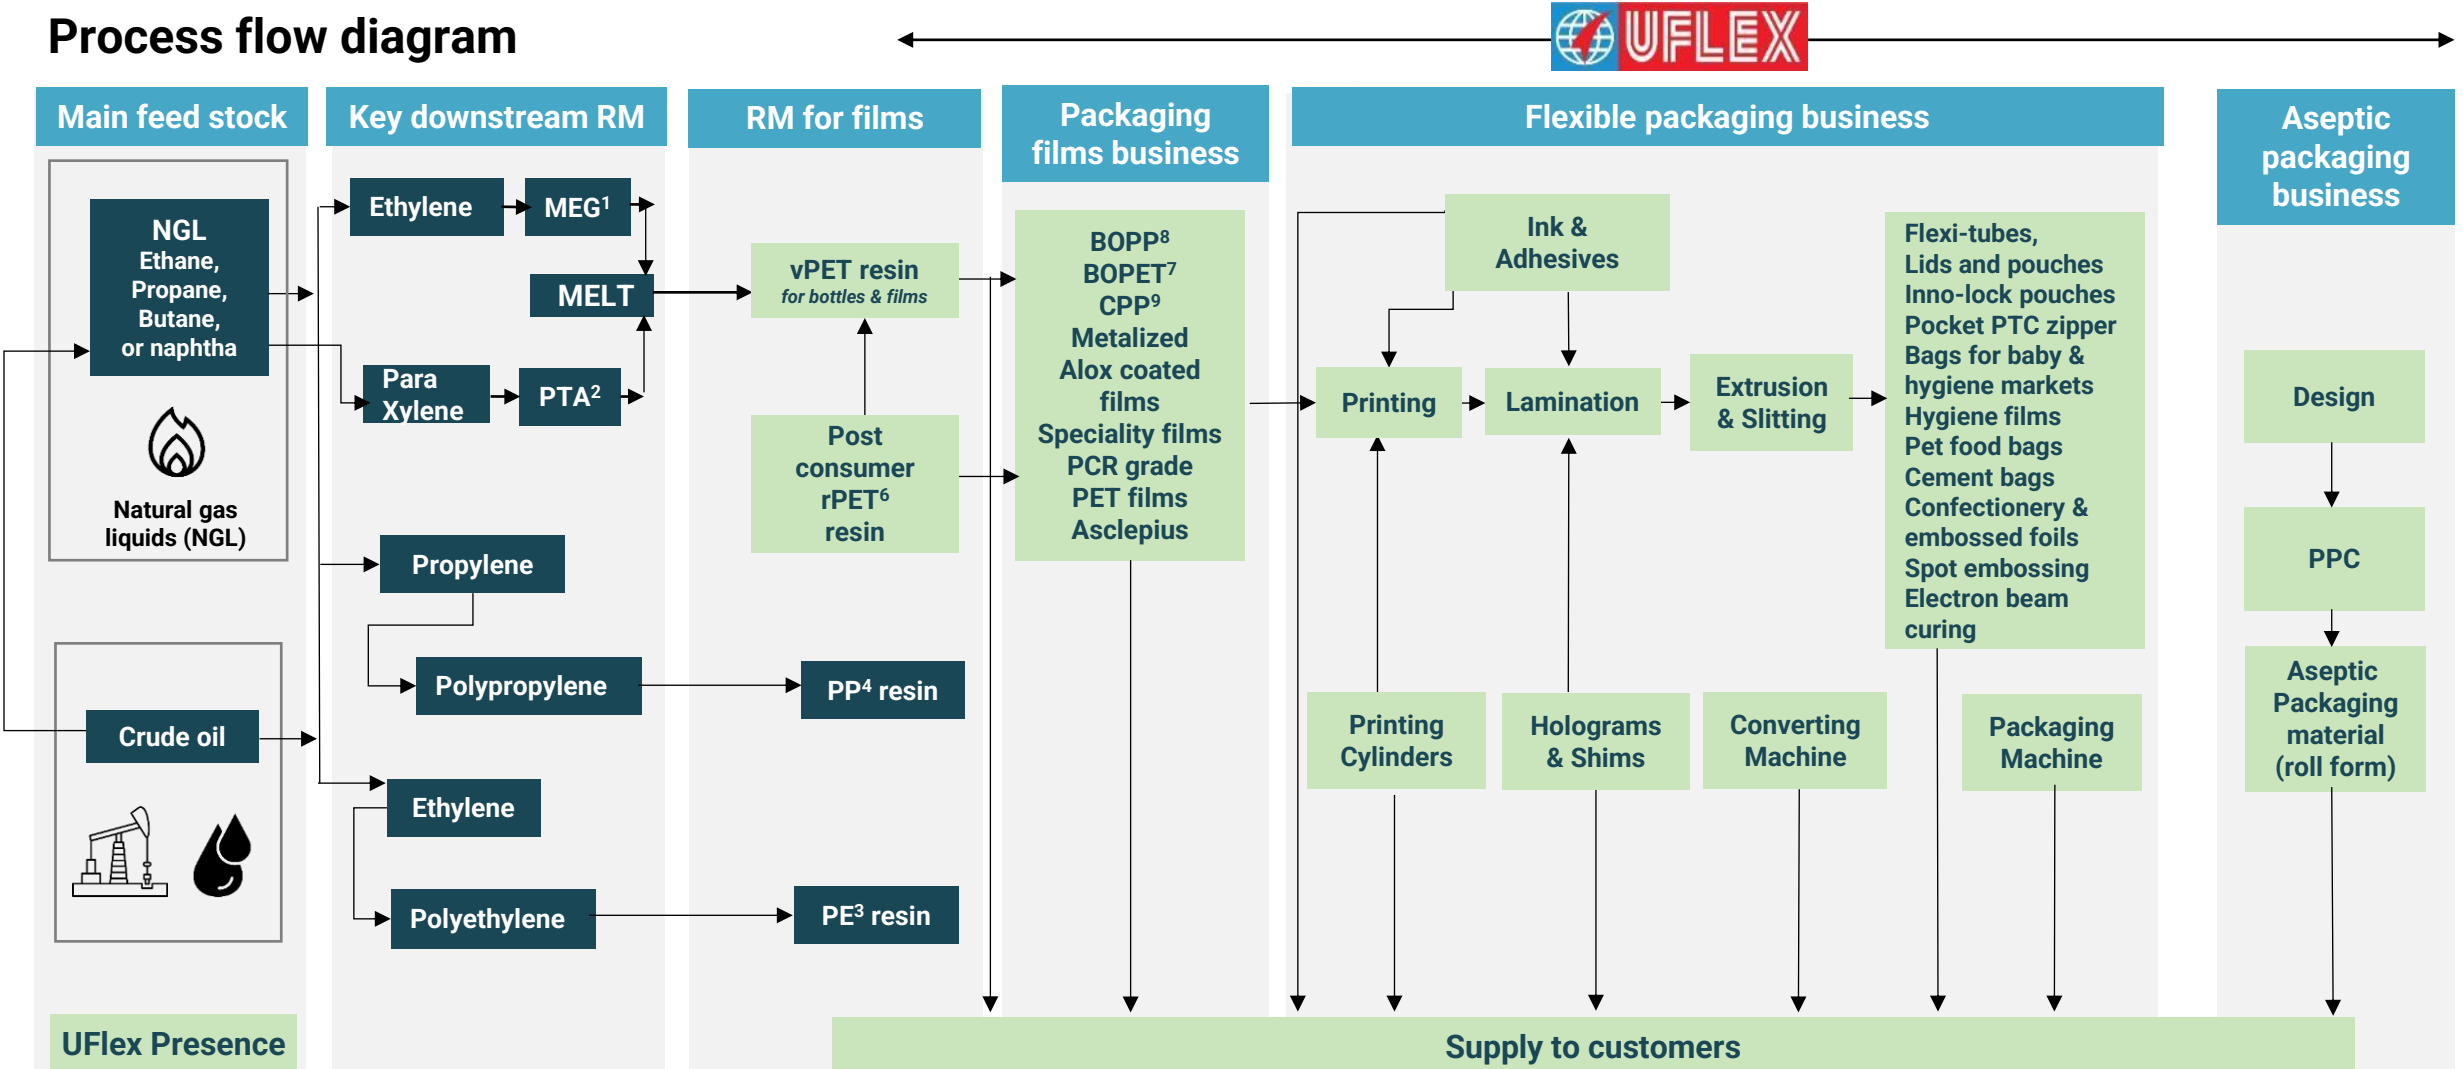 Process flow diagram
UFLEX
Main feed stock
NGL
Ethane,
Propane,
Butane,
or naphtha
Natural gas
liquids (NGL)
Crude oil
UFlex Presence
Key downstream RM
Ethylene
MEG¹
MELT
Para
Xylene
PTA²
Propylene
Polypropylene
Ethylene
Polyethylene
RM for films
vPET resin
for bottles & films
Post
consumer
rPET⁶
resin
PP⁴ resin
PE³ resin
Packaging
films business
BOPP⁸
BOPET⁷
CPP⁹
Metalized
Alox coated
films
Speciality films
PCR grade
PET films
Asclepius
Flexible packaging business
Ink &
Adhesives
Printing
Lamination
Extrusion
& Slitting
Flexi-tubes,
Lids and pouches
Inno-lock pouches
Pocket PTC zipper
Bags for baby &
hygiene markets
Hygiene films
Pet food bags
Cement bags
Confectionery &
embossed foils
Spot embossing
Electron beam
curing
Printing
Cylinders
Holograms
& Shims
Converting
Machine
Packaging
Machine
Aseptic
packaging
business
Design
PPC
Aseptic
Packaging
material
(roll form)
Supply to customers